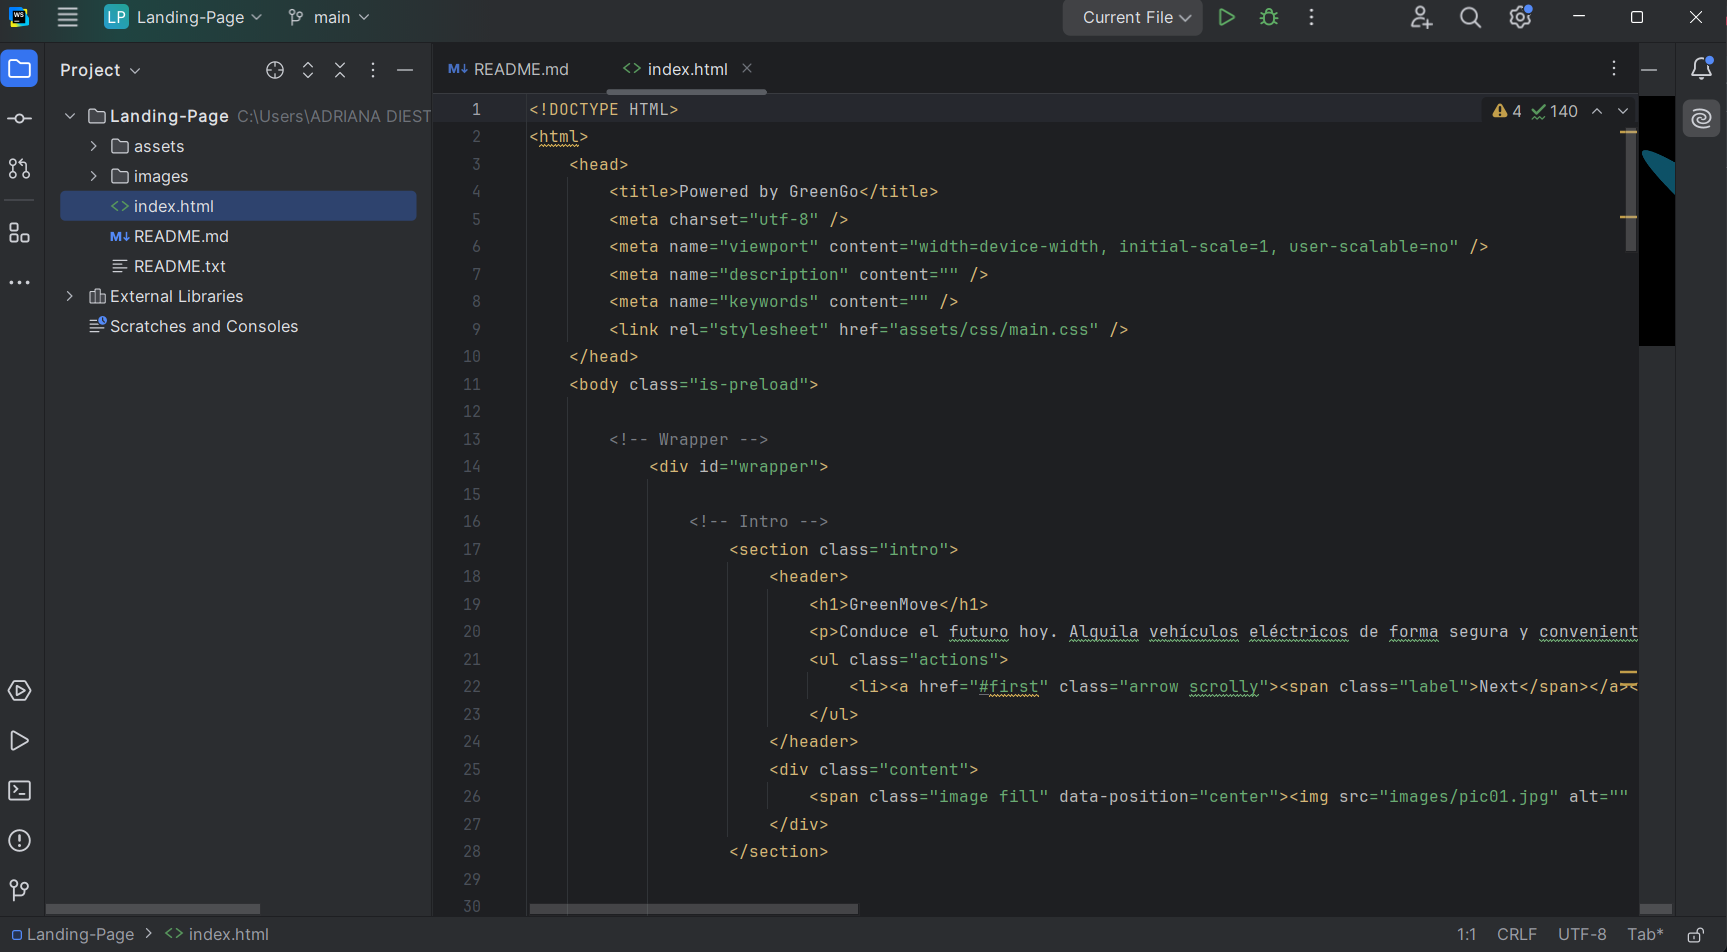 WS LP Landing-Page main Current File
Project
README.md index.html
Landing-Page C:\Users\ADRIANA DIEST
assets
images
index.html
README.md
README.txt
External Libraries
Scratches and Consoles
4 140
1 <!DOCTYPE HTML>
2 <html>
3 <head>
4 <title>Powered by GreenGo</title>
5 <meta charset="utf-8" />
6 <meta name="viewport" content="width=device-width, initial-scale=1, user-scalable=no" />
7 <meta name="description" content="" />
8 <meta name="keywords" content="" />
9 <link rel="stylesheet" href="assets/css/main.css" />
10 </head>
11 <body class="is-preload">
12
13 <!-- Wrapper -->
14 <div id="wrapper">
15
16 <!-- Intro -->
17 <section class="intro">
18 <header>
19 <h1>GreenMove</h1>
20 <p>Conduce el futuro hoy. Alquila vehículos eléctricos de forma segura y convenient
21 <ul class="actions">
22 <li><a href="#first" class="arrow scrolly"><span class="label">Next</span></a><
23 </ul>
24 </header>
25 <div class="content">
26 <span class="image fill" data-position="center"><img src="images/pic01.jpg" alt=""
27 </div>
28 </section>
29
30
Landing-Page > index.html 1:1 CRLF UTF-8 Tab*